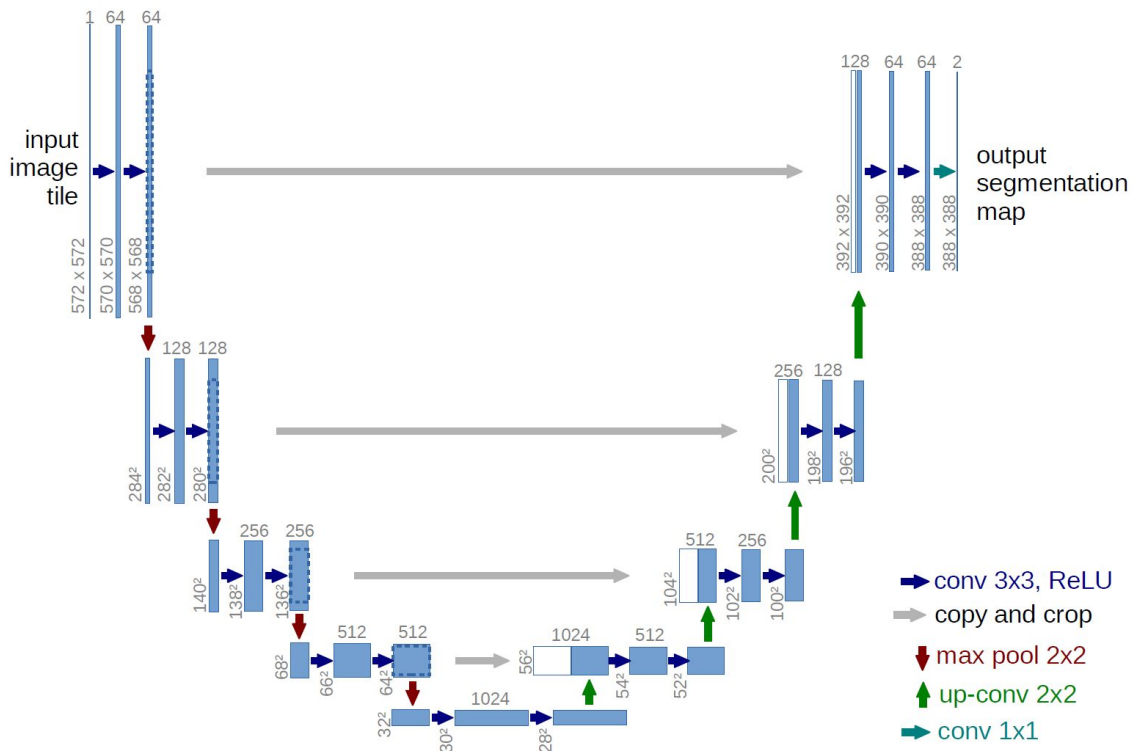 1
64
64
input
image
tile
572 x 572
570 x 570
568 x 568
128
64
64
2
output
segmentation
map
392 x 392
390 x 390
388 x 388
388 x 388
128
128
284²
282²
280²
256
128
200²
198²
196²
256
256
140²
138²
136²
512
256
104²
102²
100²
512
512
68²
66²
64²
1024
512
56²
54²
52²
1024
32²
30²
28²
conv 3x3, ReLU
copy and crop
max pool 2x2
up-conv 2x2
conv 1x1